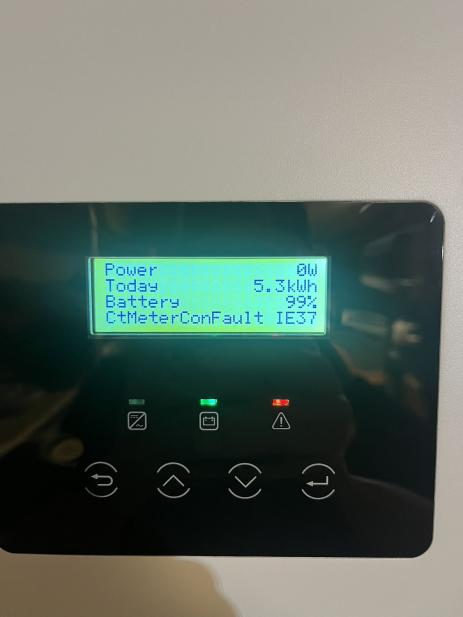 Power 0W
Today 5.3kWh
Battery 99%
CtMeterConFault IE37